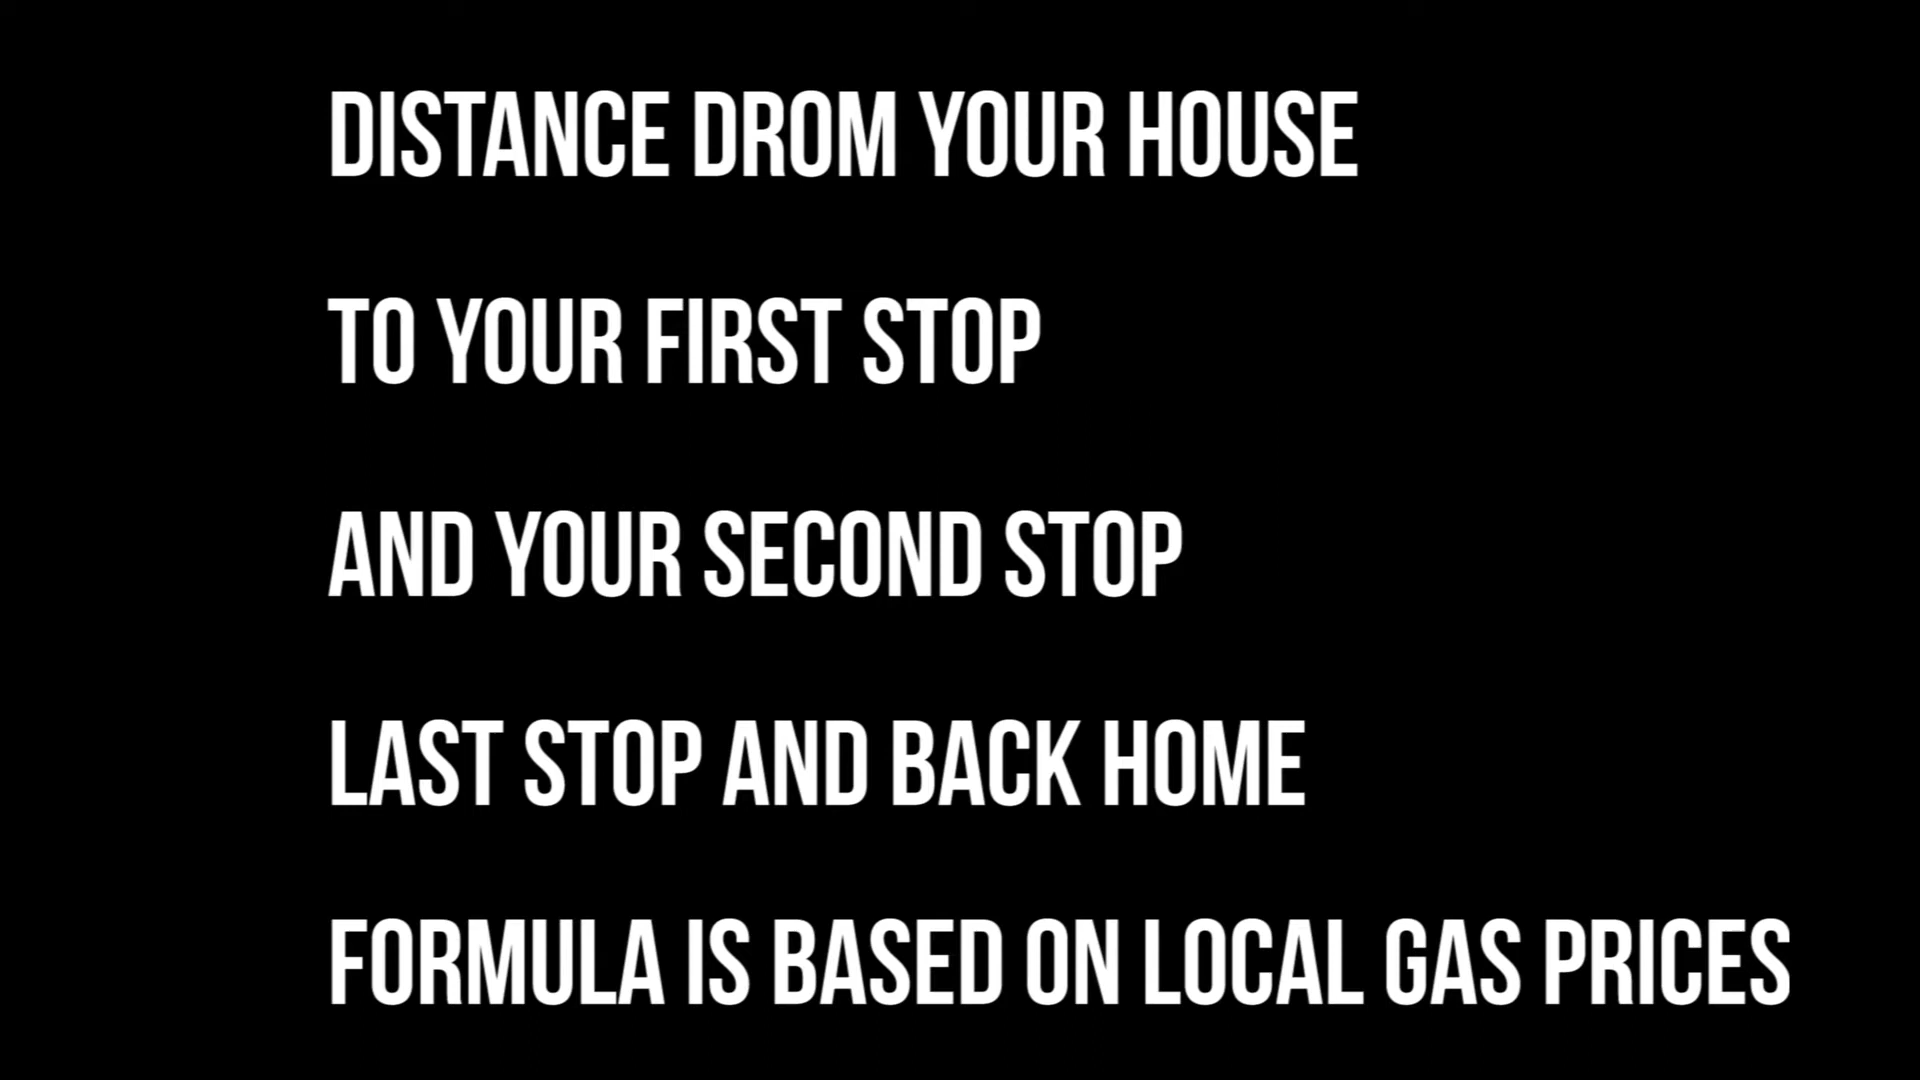 DISTANCE DROM YOUR HOUSE
TO YOUR FIRST STOP
AND YOUR SECOND STOP
LAST STOP AND BACK HOME
FORMULA IS BASED ON LOCAL GAS PRICES